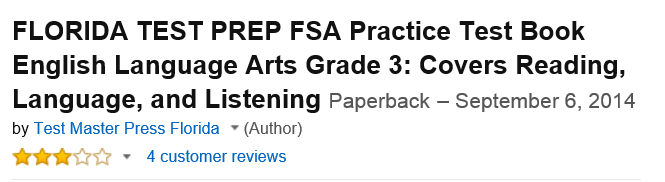 FLORIDA TEST PREP FSA Practice Test Book
English Language Arts Grade 3: Covers Reading,
Language, and Listening Paperback – September 6, 2014
by Test Master Press Florida (Author)
4 customer reviews